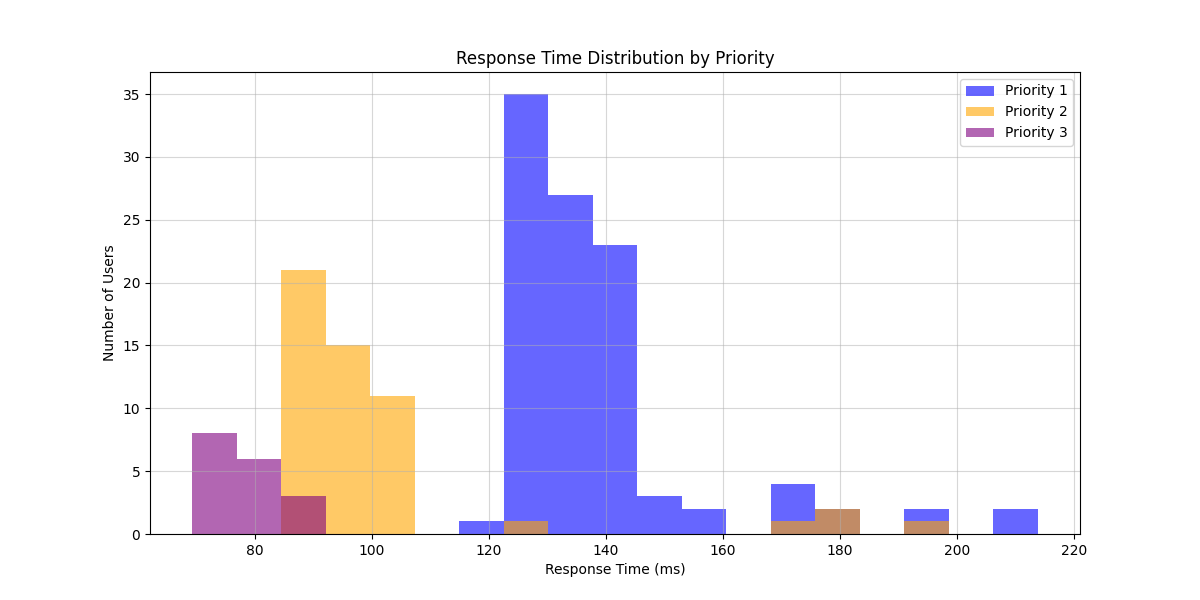 Response Time Distribution by Priority
Priority 1
Priority 2
Priority 3
Number of Users
35
30
25
20
15
10
5
0
80 100 120 140 160 180 200 220
Response Time (ms)